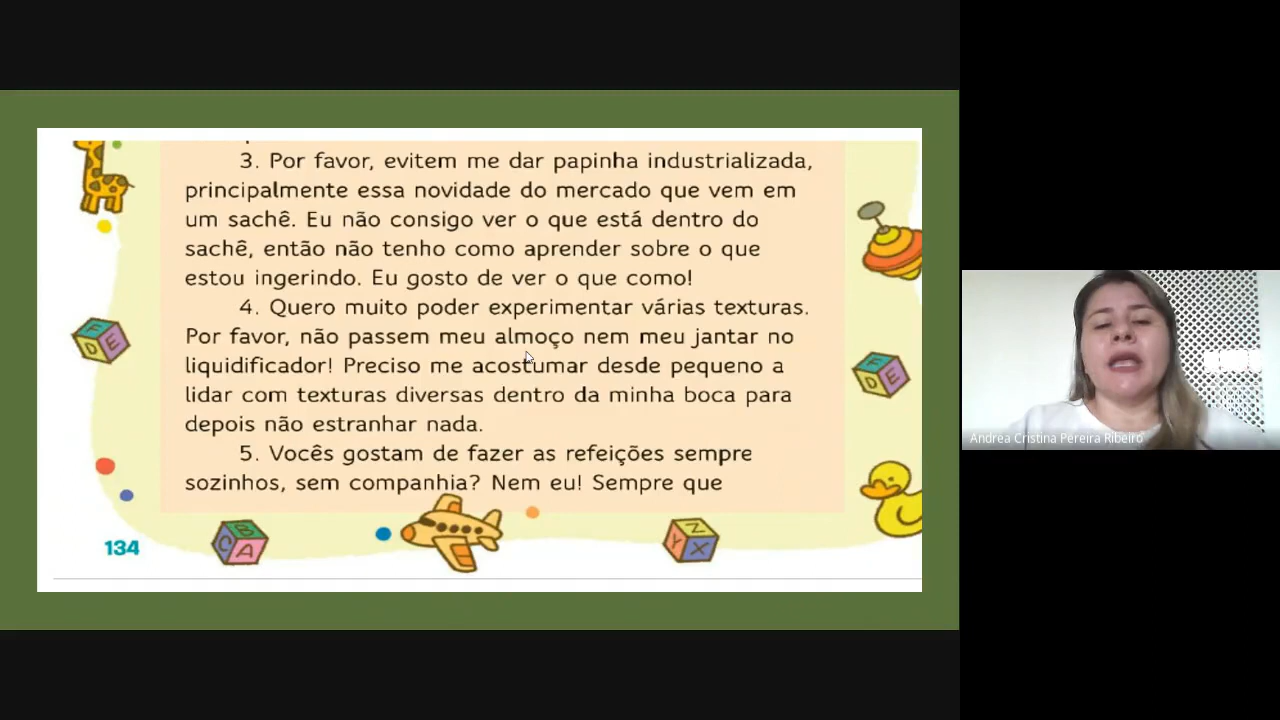 3. Por favor, evitem me dar papinha industrializada,
principalmente essa novidade do mercado que vem em
um sachê. Eu não consigo ver o que está dentro do
sachê, então não tenho como aprender sobre o que
estou ingerindo. Eu gosto de ver o que como!
4. Quero muito poder experimentar várias texturas.
Por favor, não passem meu almoço nem meu jantar no
liquidificador! Preciso me acostumar desde pequeno a
lidar com texturas diversas dentro da minha boca para
depois não estranhar nada.
5. Vocês gostam de fazer as refeições sempre
sozinhos, sem companhia? Nem eu! Sempre que
134
F
D E
F
D E
B
C A
Z
Y X
Andrea Cristina Pereira Ribeiro